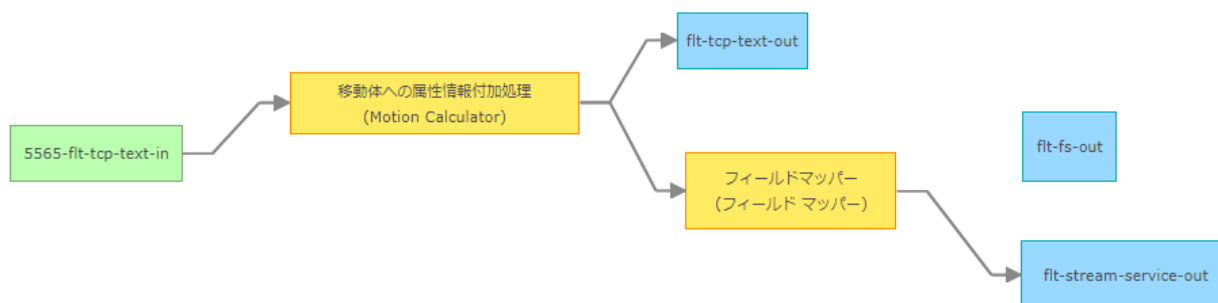 flt-tcp-text-out
移動体への属性情報付加処理
(Motion Calculator)
5565-flt-tcp-text-in
flt-fs-out
フィールドマッパー
(フィールド マッパー)
flt-stream-service-out